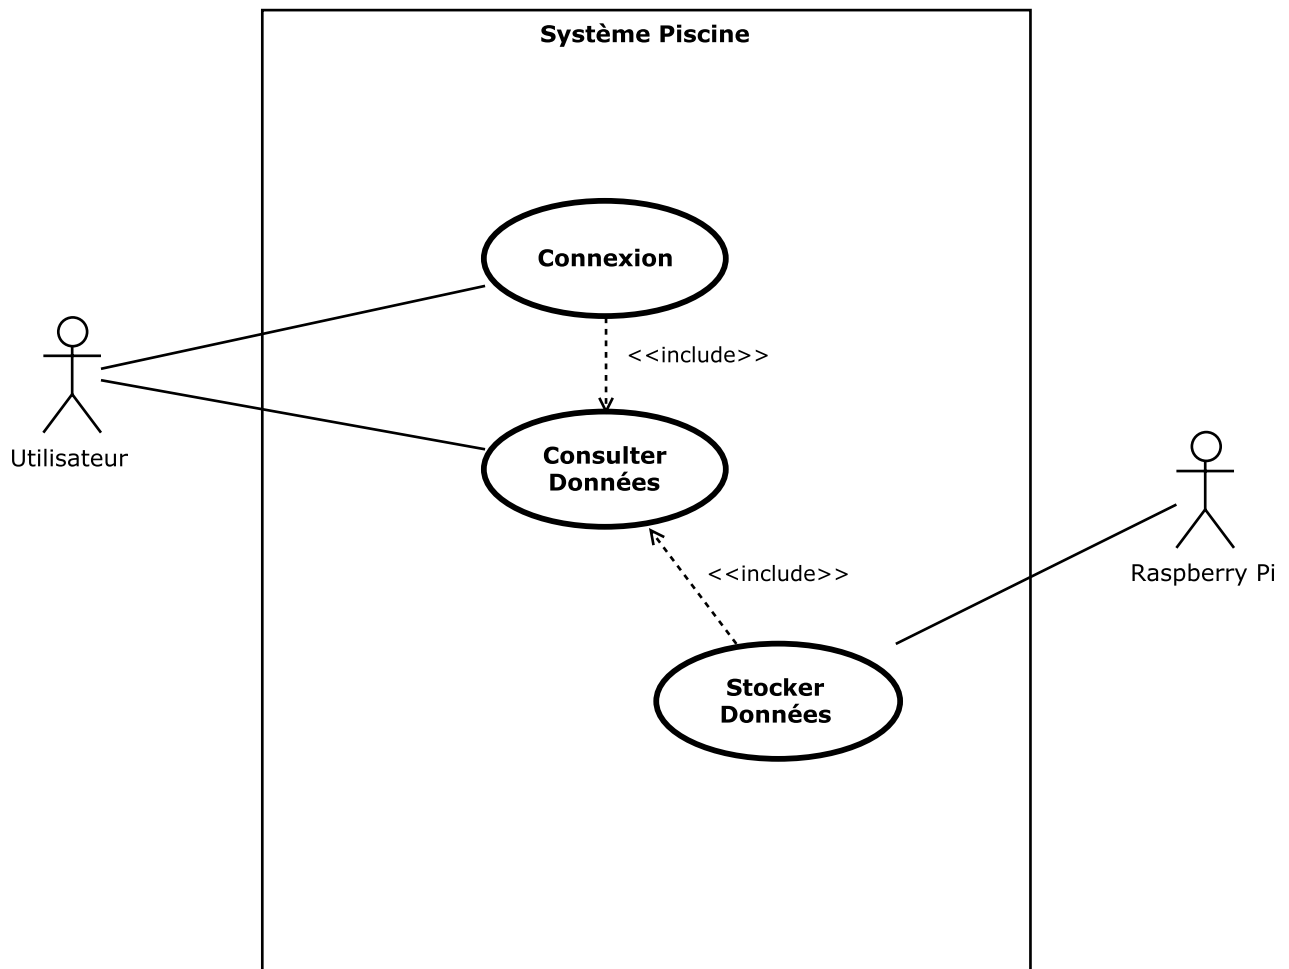 Système Piscine
Connexion
<<include>>
Consulter
Données
Utilisateur
<<include>>
Raspberry Pi
Stocker
Données